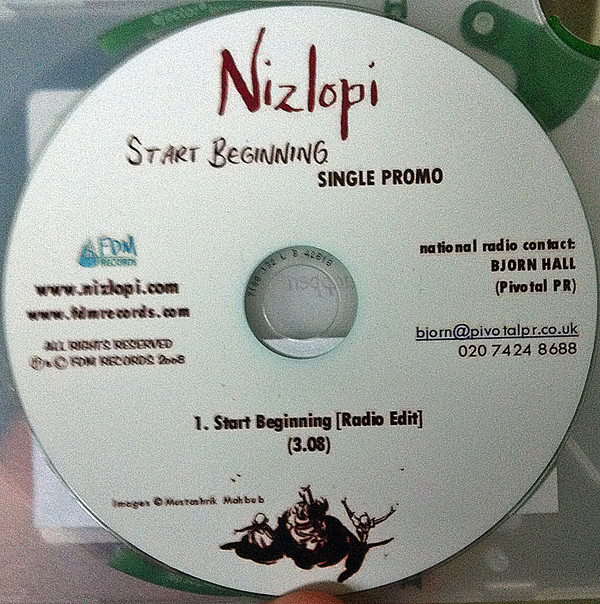 Nizlopi
START BEGINNING
SINGLE PROMO
FDM
RECORDS
www.nizlopi.com
www.fdmrecords.com
ALL RIGHTS RESERVED
℗ & © FDM RECORDS 2008
national radio contact:
BJORN HALL
(Pivotal PR)
bjorn@pivotalpr.co.uk
020 7424 8688
1. Start Beginning [Radio Edit]
(3.08)
Images © Mustashrik Mahbub